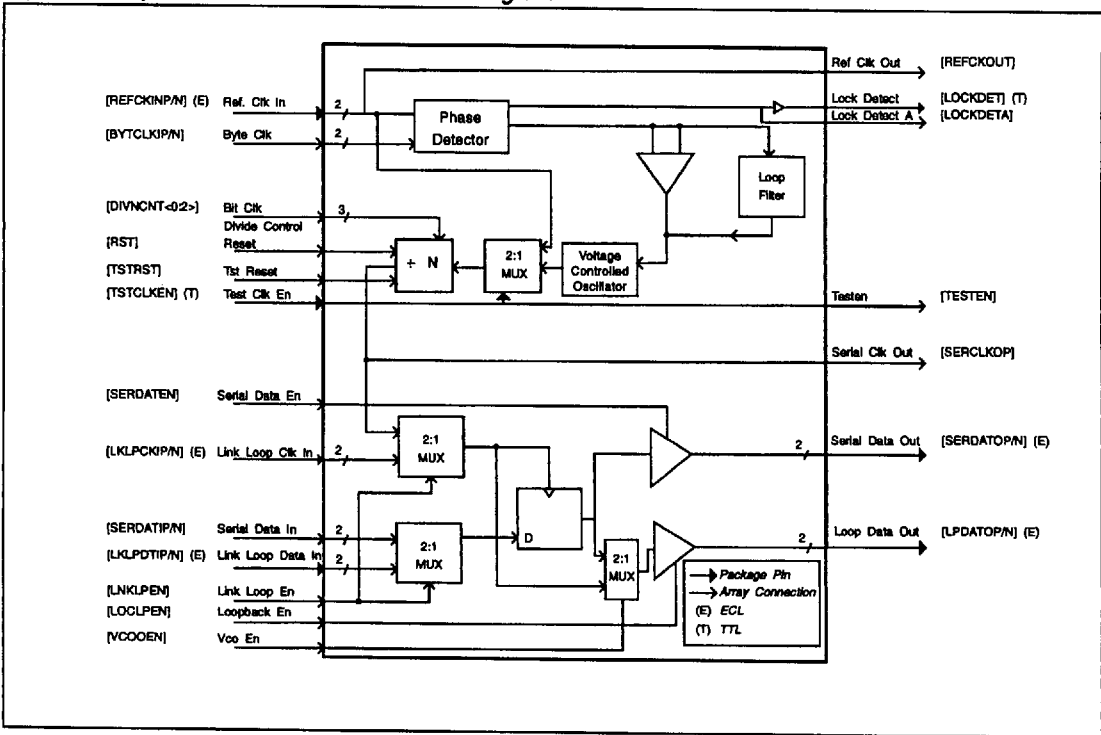 Ref Clk Out [REFCKOUT]
[REFCKINP/N] (E) Ref. Clk In 2
Lock Detect [LOCKDET] (T)
Lock Detect A [LOCKDETA]
[BYTCLKIP/N] Byte Clk 2
Phase
Detector
Loop
Filter
[DIVNCNT<0:2>] Bit Clk 3
Divide Control
[RST] Reset
÷ N
2:1
MUX
Voltage
Controlled
Oscillator
[TSTRST] Tst Reset
[TSTCLKEN] (T) Test Clk En
Testen [TESTEN]
Serial Clk Out [SERCLKOP]
[SERDATEN] Serial Data En
2:1
MUX
2 Serial Data Out [SERDATOP/N] (E)
[LKLPCKIP/N] (E) Link Loop Clk In 2
D
[SERDATIP/N] Serial Data In 2
2:1
MUX
2 Loop Data Out [LPDATOP/N] (E)
[LKLPDTIP/N] (E) Link Loop Data In 2
2:1
MUX
[LNKLPEN] Link Loop En
[LOCLPEN] Loopback En
[VCOOEN] Vco En
Package Pin
Array Connection
(E) ECL
(T) TTL